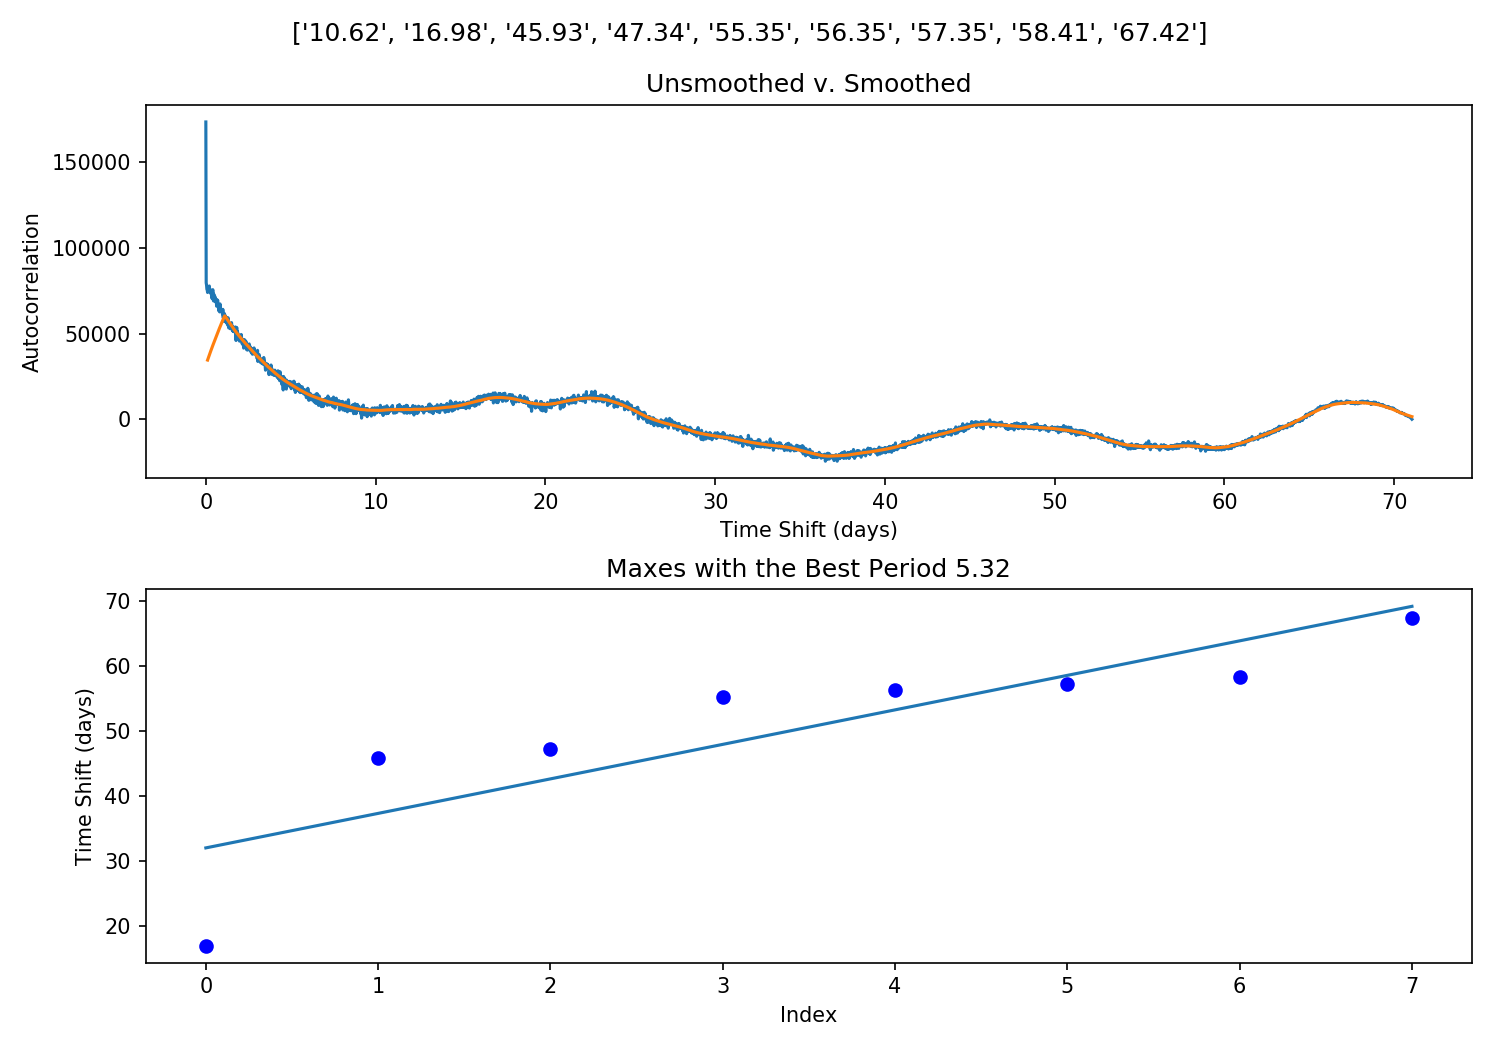 ['10.62', '16.98', '45.93', '47.34', '55.35', '56.35', '57.35', '58.41', '67.42']
Unsmoothed v. Smoothed
150000
100000
50000
0
Autocorrelation
0 10 20 30 40 50 60 70
Time Shift (days)
Maxes with the Best Period 5.32
70
60
50
40
30
20
Time Shift (days)
0 1 2 3 4 5 6 7
Index